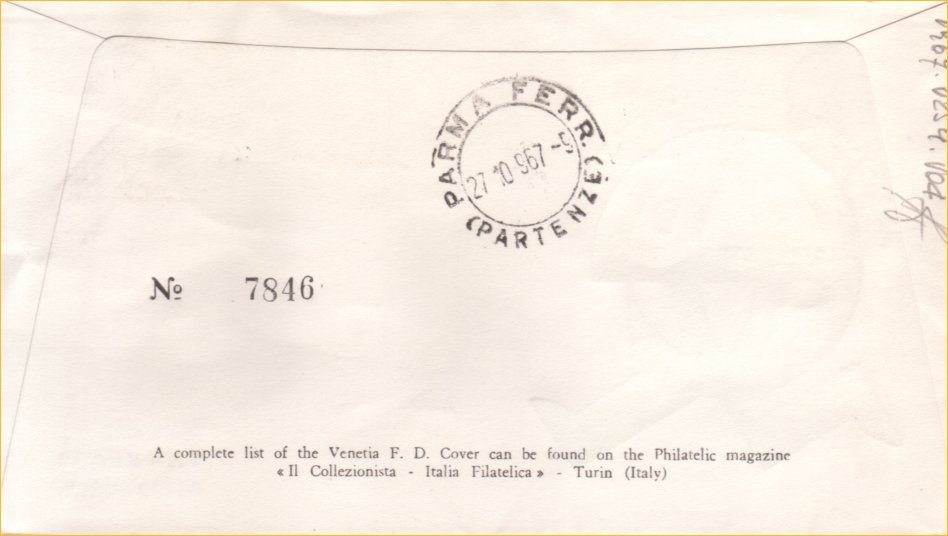 PARMA FERR. (E)
27 10 967 -9
(PARTENZE)
№ 7846
A complete list of the Venetia F. D. Cover can be found on the Philatelic magazine
« Il Collezionista - Italia Filatelica » - Turin (Italy)